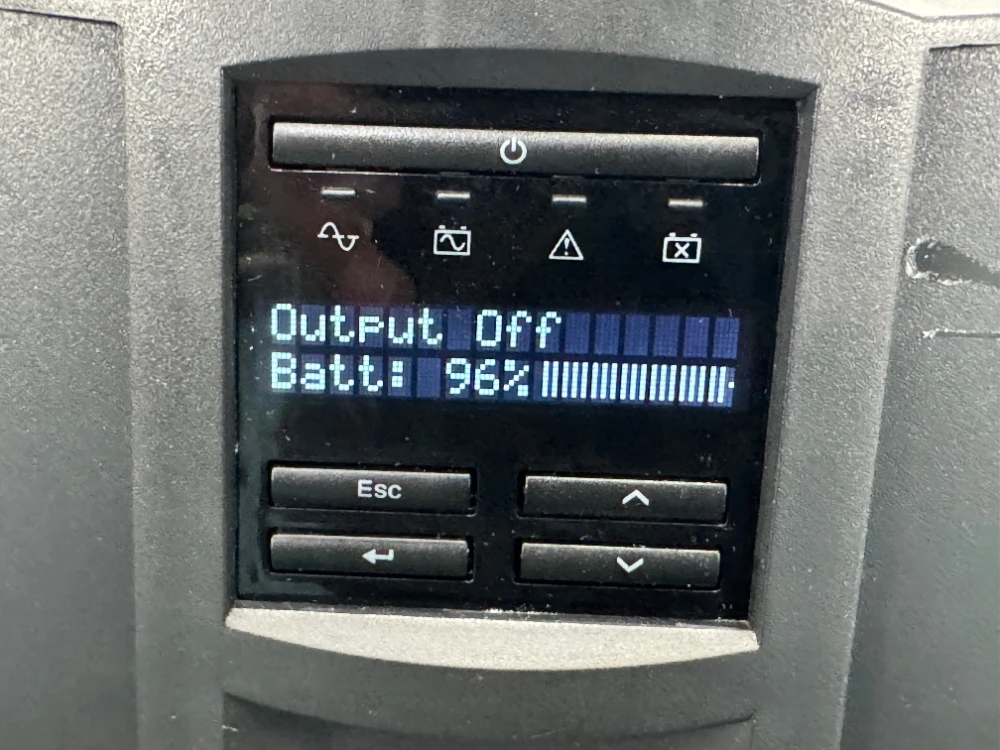 Output Off
Batt: 96%
Esc